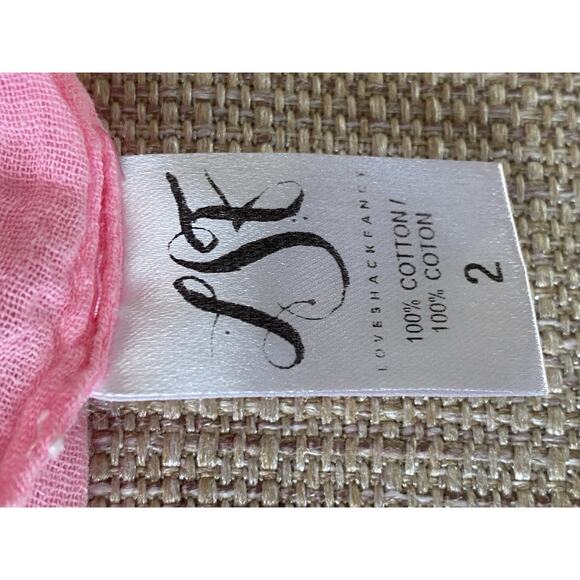 LSF
LOVESHACKFANCY
100% COTTON /
100% COTON
2